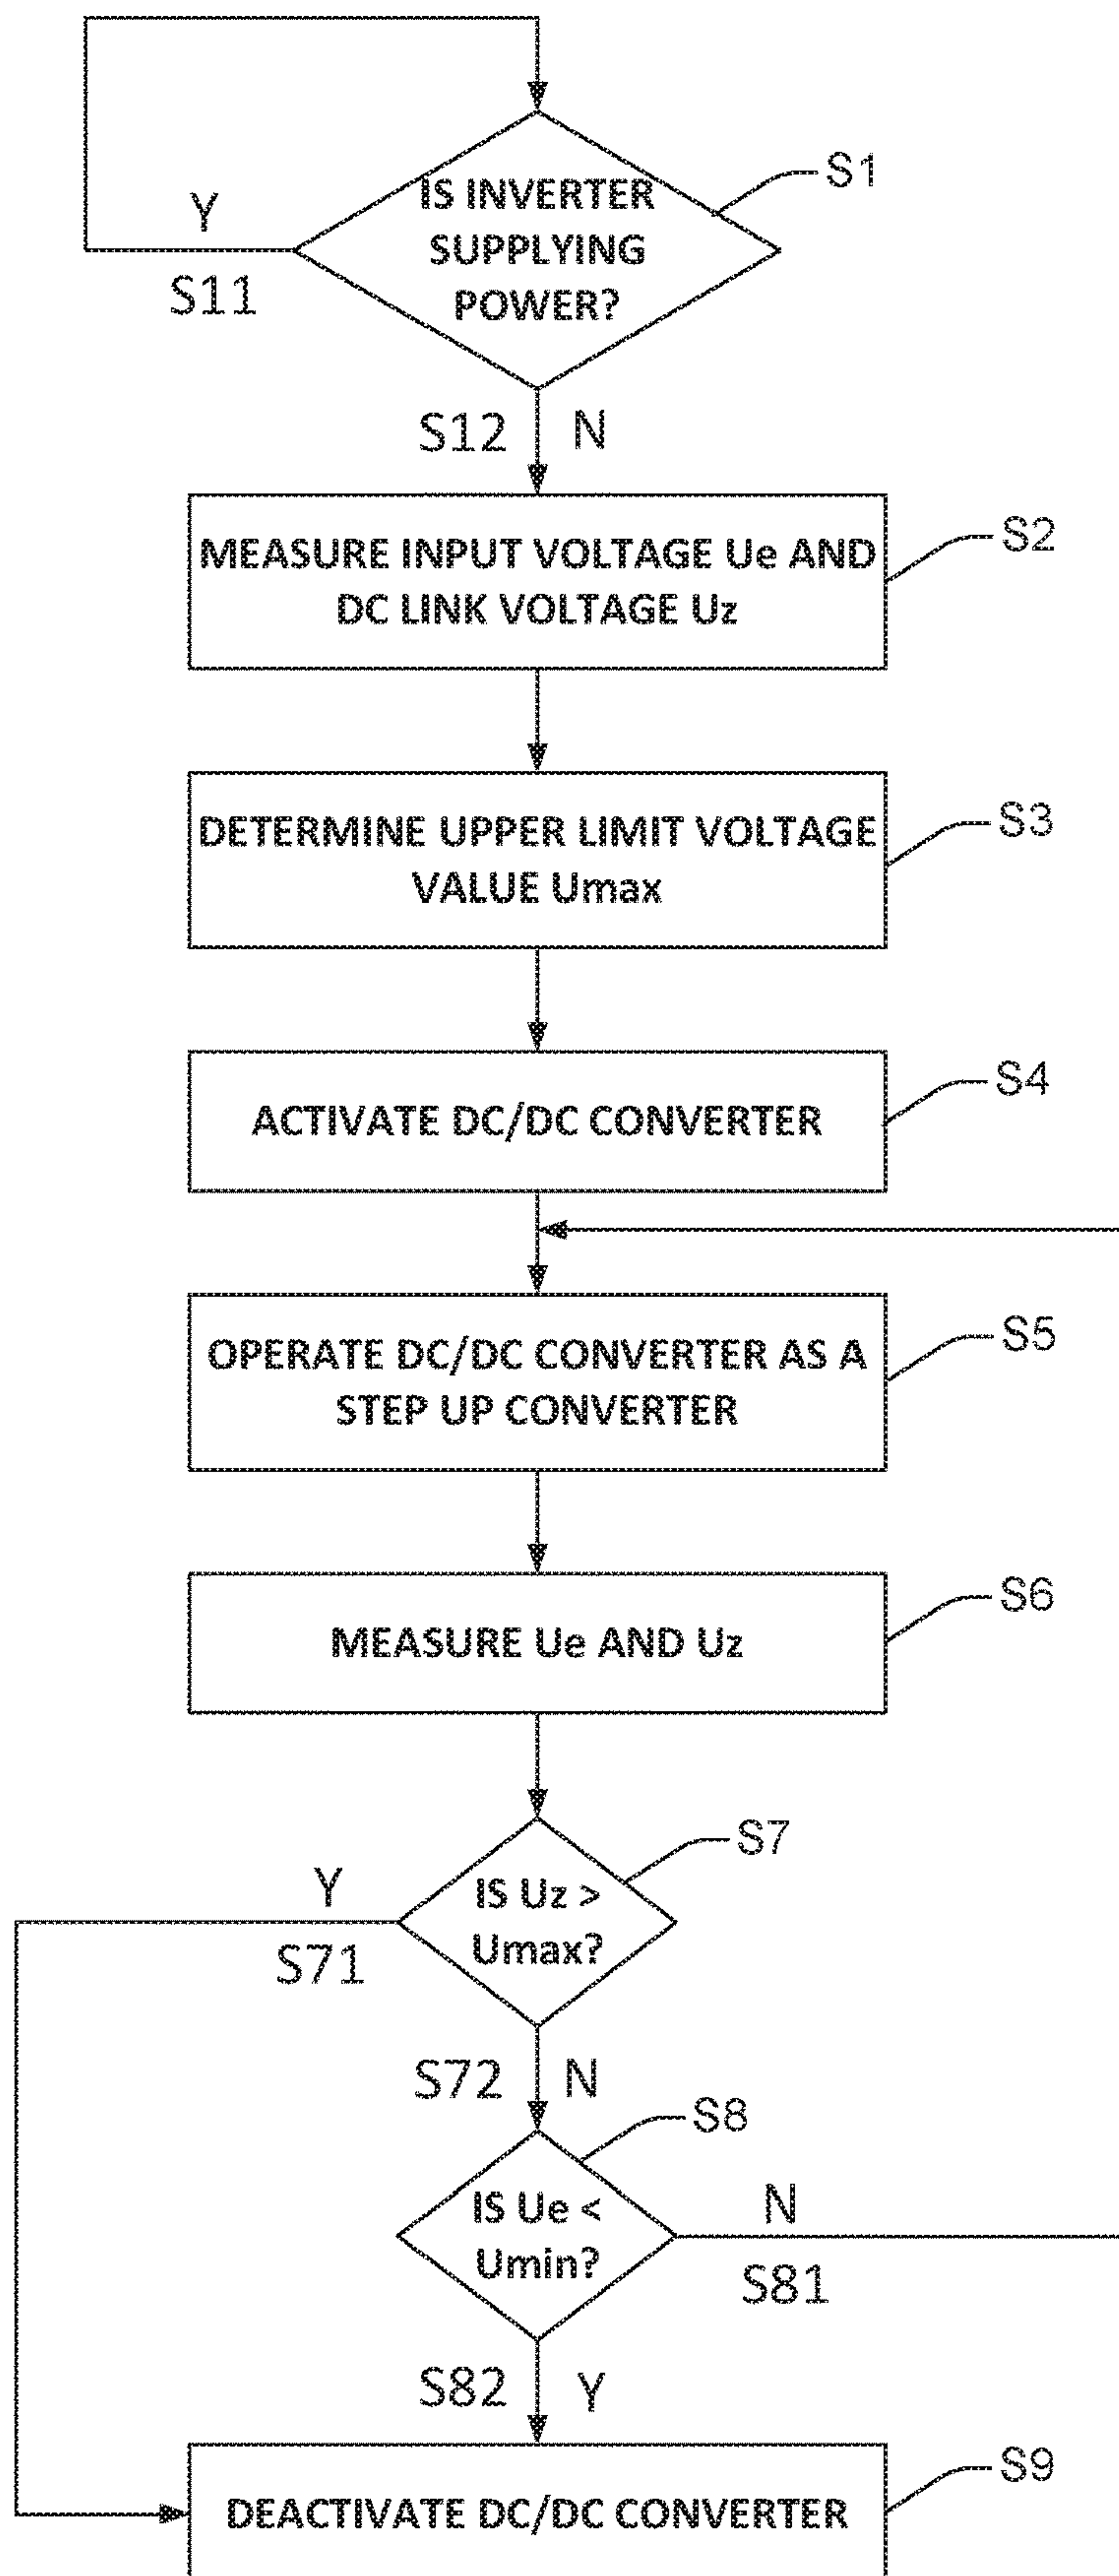 IS INVERTER
SUPPLYING
POWER?
S1
Y
S11
S12
N
MEASURE INPUT VOLTAGE Ue AND
DC LINK VOLTAGE Uz
S2
DETERMINE UPPER LIMIT VOLTAGE
VALUE Umax
S3
ACTIVATE DC/DC CONVERTER
S4
OPERATE DC/DC CONVERTER AS A
STEP UP CONVERTER
S5
MEASURE Ue AND Uz
S6
IS Uz >
Umax?
S7
Y
S71
S72
N
IS Ue <
Umin?
S8
N
S81
S82
Y
DEACTIVATE DC/DC CONVERTER
S9